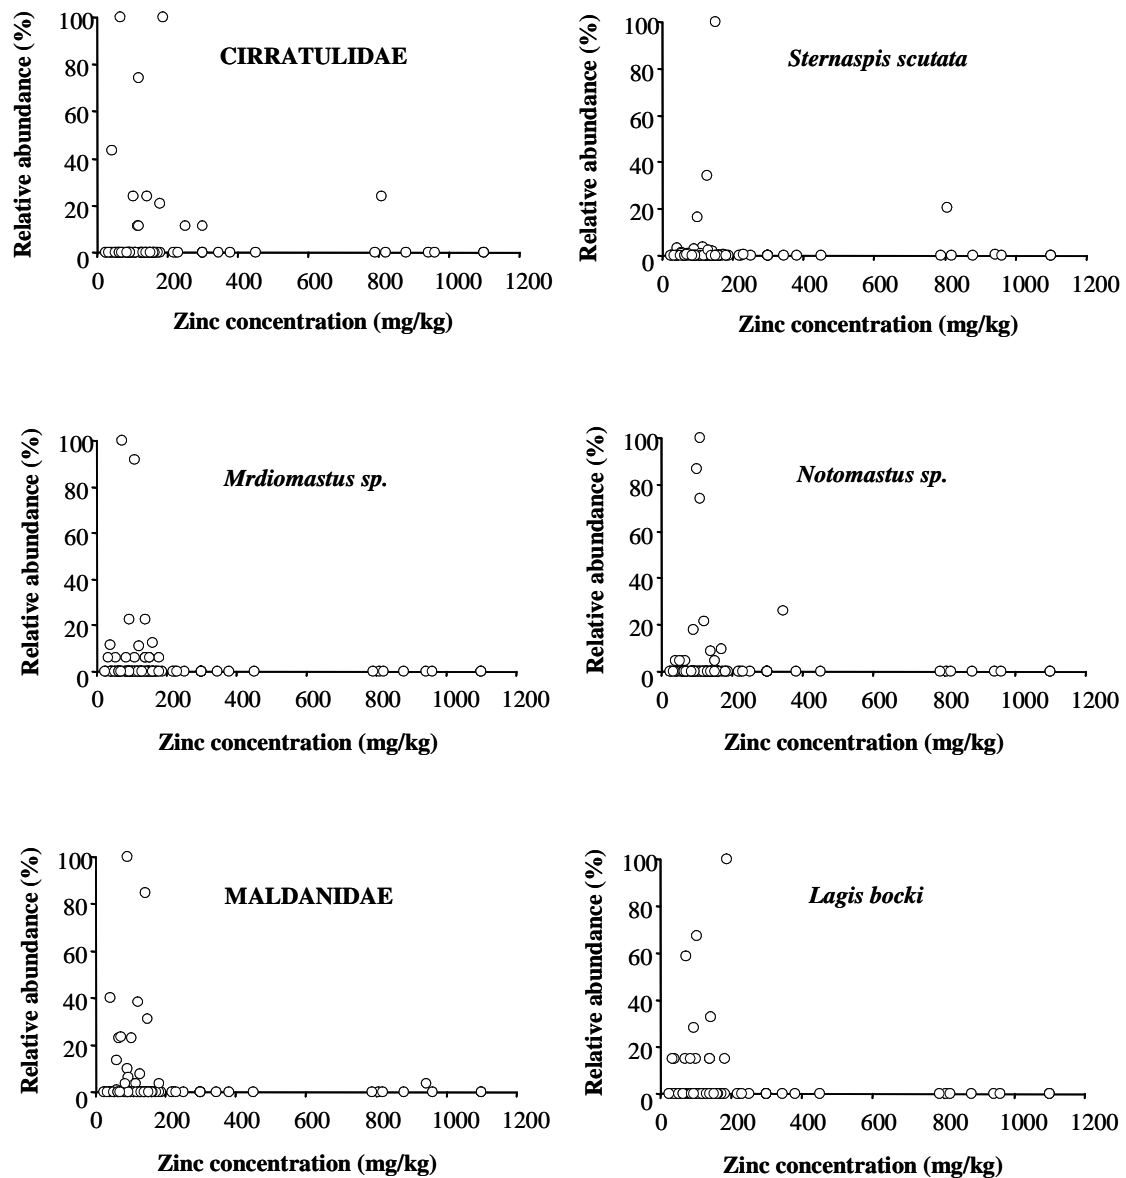 CIRRATULIDAE
Relative abundance (%)
100
80
60
40
20
0
0 200 400 600 800 1000 1200
Zinc concentration (mg/kg)
Sternaspis scutata
Relative abundance (%)
100
80
60
40
20
0
0 200 400 600 800 1000 1200
Zinc concentration (mg/kg)
Mrdiomastus sp.
Relative abundance (%)
100
80
60
40
20
0
0 200 400 600 800 1000 1200
Zinc concentration (mg/kg)
Notomastus sp.
Relative abundance (%)
100
80
60
40
20
0
0 200 400 600 800 1000 1200
Zinc concentration (mg/kg)
MALDANIDAE
Relative abundance (%)
100
80
60
40
20
0
0 200 400 600 800 1000 1200
Zinc concentration (mg/kg)
Lagis bocki
Relative abundance (%)
100
80
60
40
20
0
0 200 400 600 800 1000 1200
Zinc concentration (mg/kg)